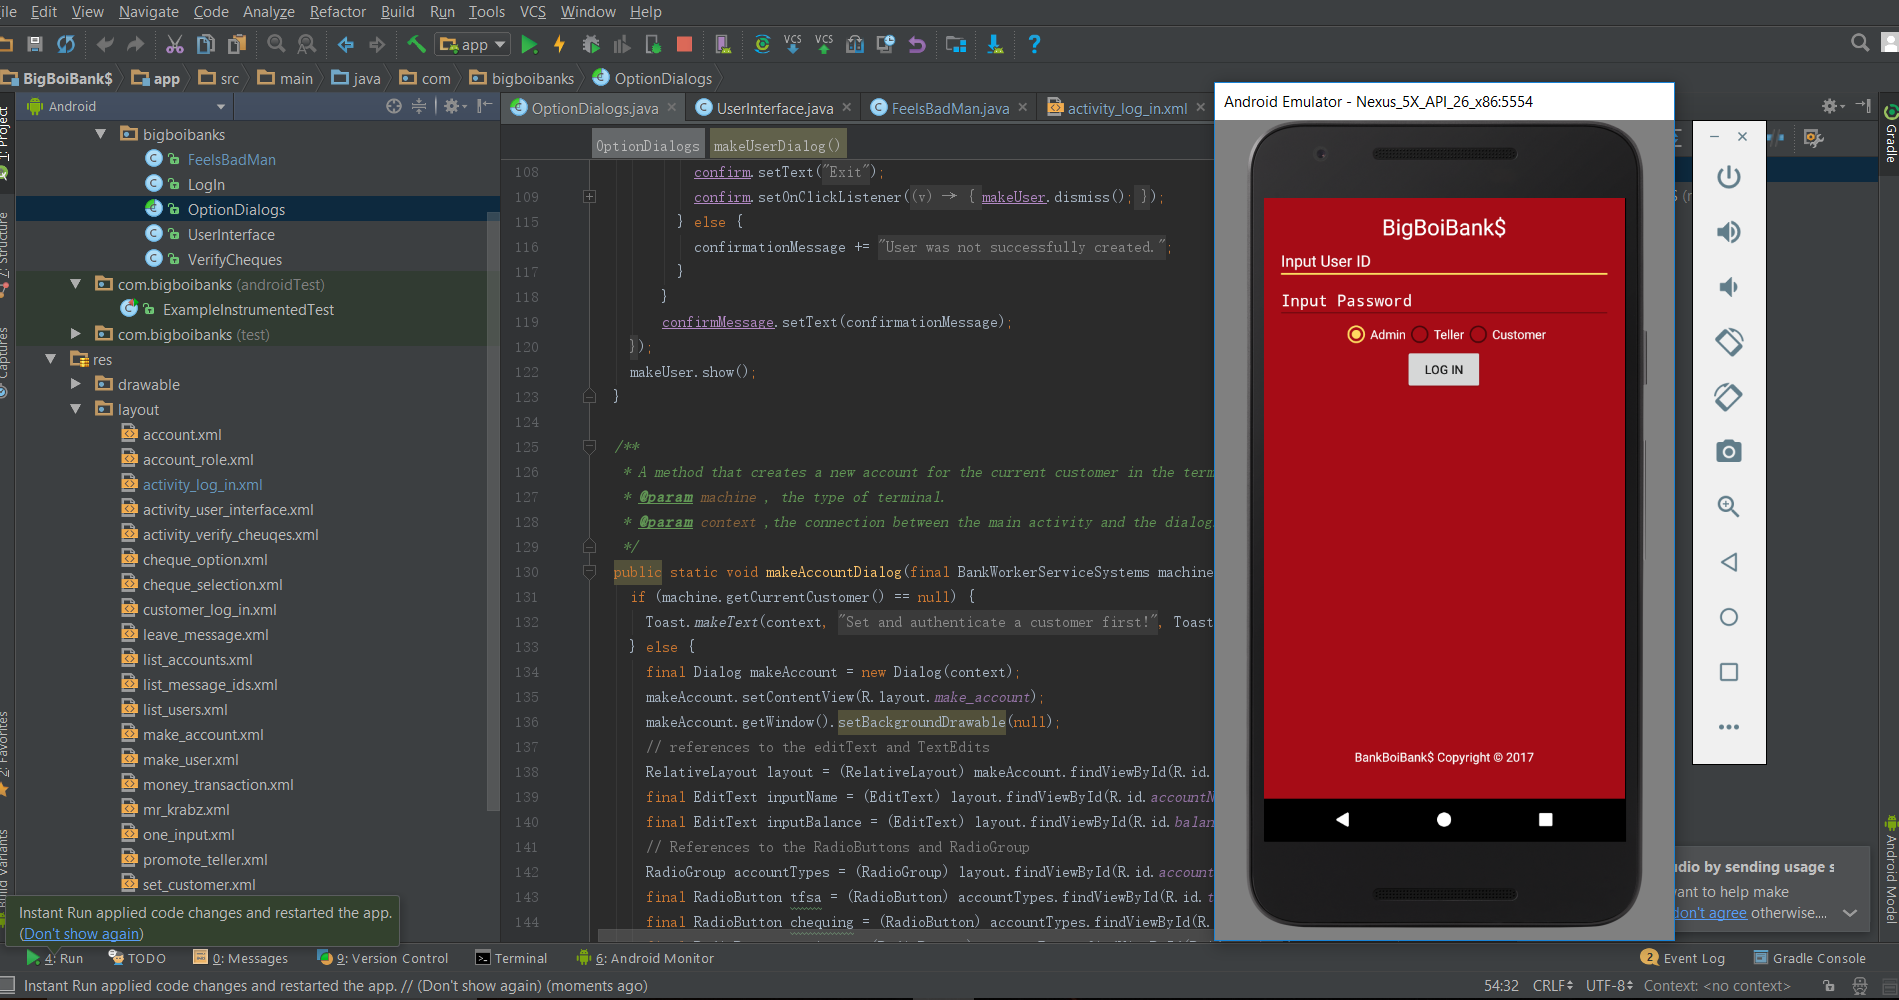 ile Edit View Navigate Code Analyze Refactor Build Run Tools VCS Window Help
app
VCS VCS
BigBoiBank$ app src main java com bigboibanks OptionDialogs
Android
OptionDialogs.java UserInterface.java FeelsBadMan.java activity_log_in.xml
OptionDialogs makeUserDialog()
1: Project
7: Structure
Captures
2: Favorites
Build Variants
bigboibanks
FeelsBadMan
LogIn
OptionDialogs
UserInterface
VerifyCheques
com.bigboibanks (androidTest)
ExampleInstrumentedTest
com.bigboibanks (test)
res
drawable
layout
account.xml
account_role.xml
activity_log_in.xml
activity_user_interface.xml
activity_verify_cheuqes.xml
cheque_option.xml
cheque_selection.xml
customer_log_in.xml
leave_message.xml
list_accounts.xml
list_message_ids.xml
list_users.xml
make_account.xml
make_user.xml
money_transaction.xml
mr_krabz.xml
one_input.xml
promote_teller.xml
set_customer.xml
108 confirm.setText("Exit");
109 confirm.setOnClickListener((v) → { makeUser.dismiss(); });
115 } else {
116 confirmationMessage += "User was not successfully created.";
117 }
118 }
119 confirmMessage.setText(confirmationMessage);
120 });
122 makeUser.show();
123 }
124
125 /**
126 * A method that creates a new account for the current customer in the term
127 * @param machine , the type of terminal.
128 * @param context ,the connection between the main activity and the dialog
129 */
130 public static void makeAccountDialog(final BankWorkerServiceSystems machine
131 if (machine.getCurrentCustomer() == null) {
132 Toast.makeText(context, "Set and authenticate a customer first!", Toast
133 } else {
134 final Dialog makeAccount = new Dialog(context);
135 makeAccount.setContentView(R.layout.make_account);
136 makeAccount.getWindow().setBackgroundDrawable(null);
137 // references to the editText and TextEdits
138 RelativeLayout layout = (RelativeLayout) makeAccount.findViewById(R.id.
139 final EditText inputName = (EditText) layout.findViewById(R.id.accountN
140 final EditText inputBalance = (EditText) layout.findViewById(R.id.balan
141 // References to the RadioButtons and RadioGroup
142 RadioGroup accountTypes = (RadioGroup) layout.findViewById(R.id.account
143 final RadioButton tfsa = (RadioButton) accountTypes.findViewById(R.id.t
144 final RadioButton chequing = (RadioButton) accountTypes.findViewById(R.
Android Emulator - Nexus_5X_API_26_x86:5554
BigBoiBank$
Input User ID
Input Password
Admin Teller Customer
LOG IN
BankBoiBank$ Copyright © 2017
Gradle
Android Model
dio by sending usage s
ant to help make
don't agree otherwise....
Instant Run applied code changes and restarted the app.
(Don't show again)
4: Run TODO 0: Messages 9: Version Control Terminal 6: Android Monitor 2 Event Log Gradle Console
Instant Run applied code changes and restarted the app. // (Don't show again) (moments ago) 54:32 CRLF UTF-8 Context: <no context>